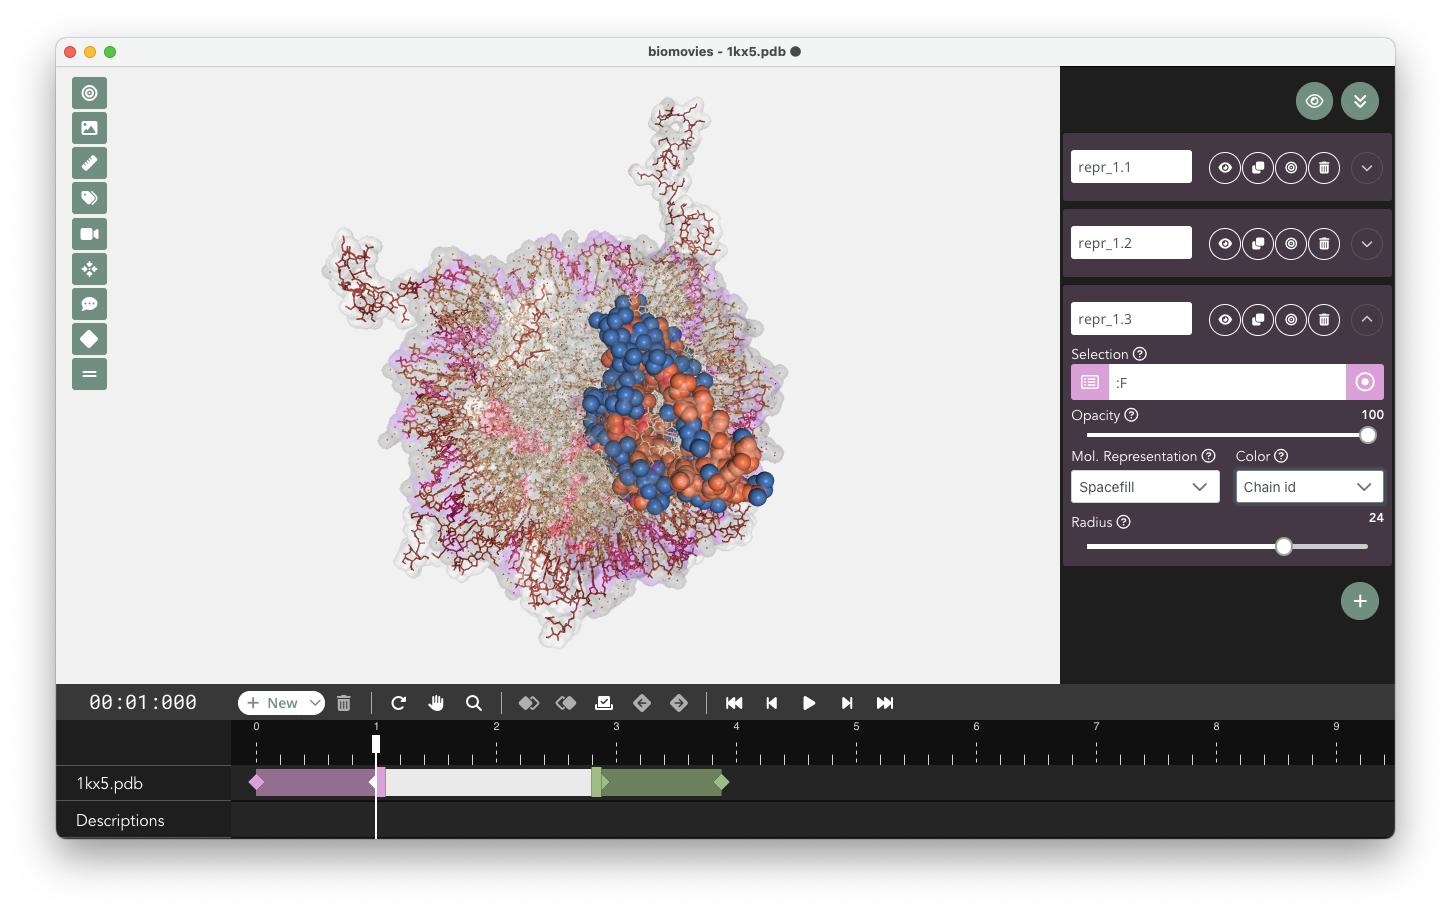 biomovies - 1kx5.pdb
repr_1.1
repr_1.2
repr_1.3
Selection
:F
Opacity 100
Mol. Representation Color
Spacefill Chain id
Radius 24
00:01:000 New
0 1 2 3 4 5 6 7 8 9
1kx5.pdb
Descriptions